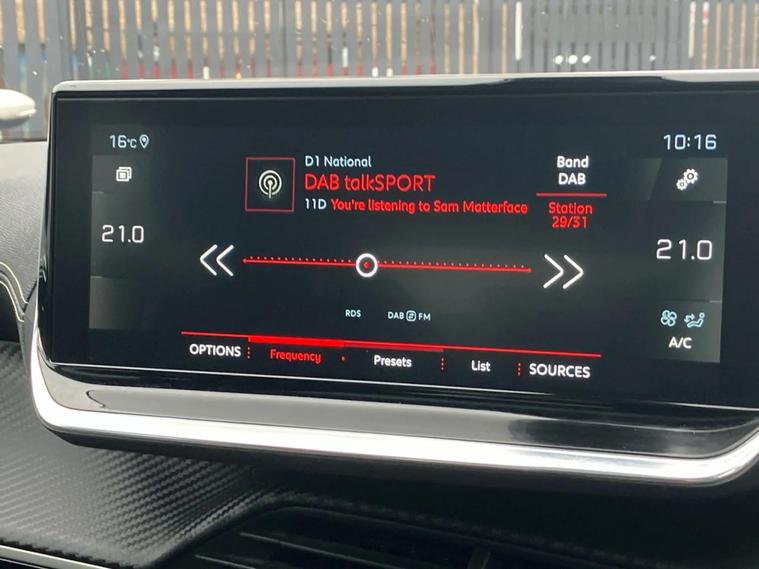 16°C
10:16
D1 National
DAB talkSPORT
11D You're listening to Sam Matterface
Band
DAB
Station
29/31
21.0
21.0
RDS
DAB FM
A/C
OPTIONS
Frequency
Presets
List
SOURCES